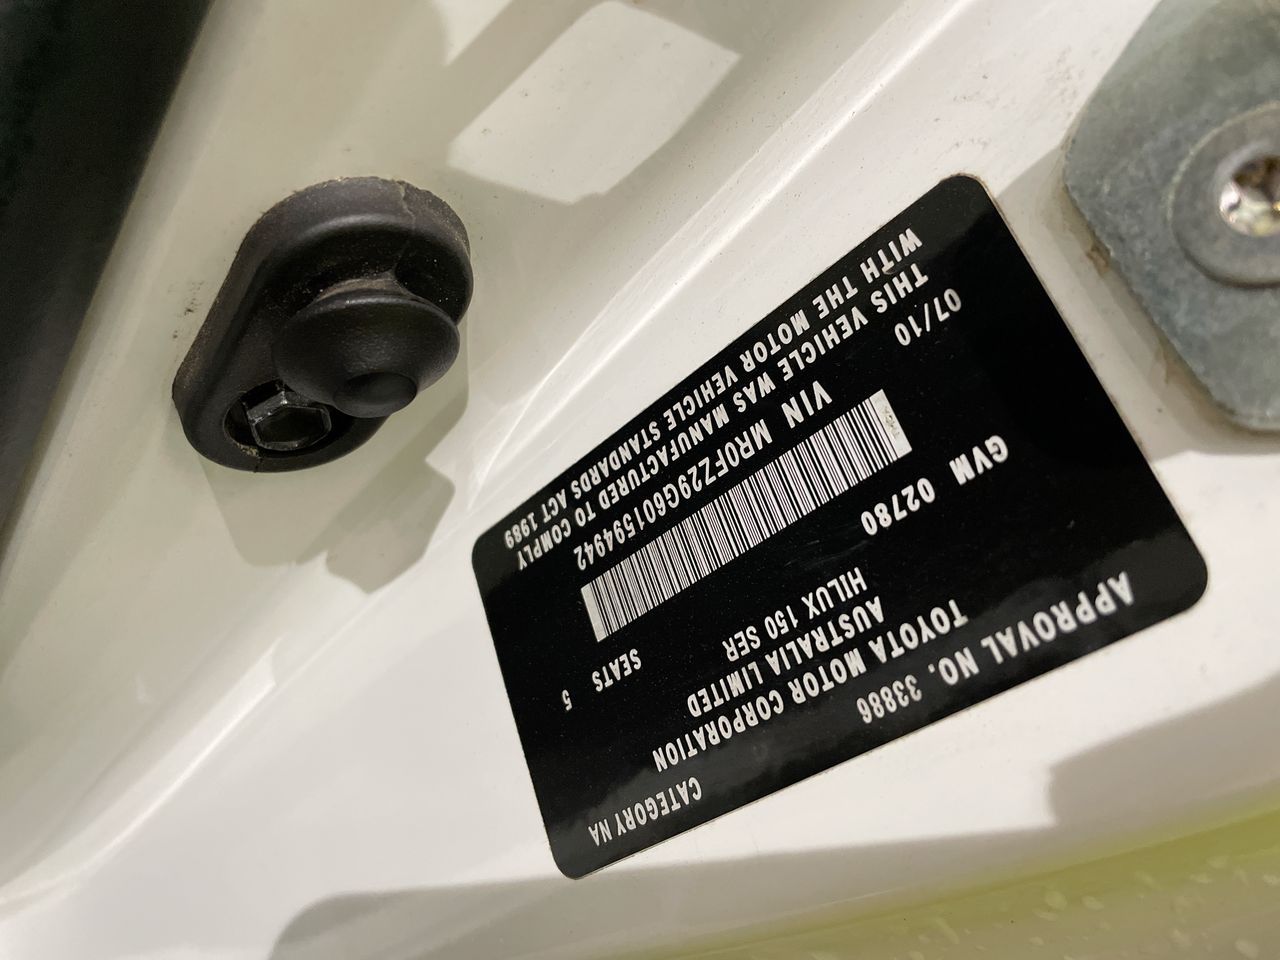 APPROVAL NO. 33886 CATEGORY NA
TOYOTA MOTOR CORPORATION
AUSTRALIA LIMITED
HILUX 150 SER
GVM 02780 SEATS 5
VIN MR0FZ29G601594942
07/10
THIS VEHICLE WAS MANUFACTURED TO COMPLY
WITH THE MOTOR VEHICLE STANDARDS ACT 1989